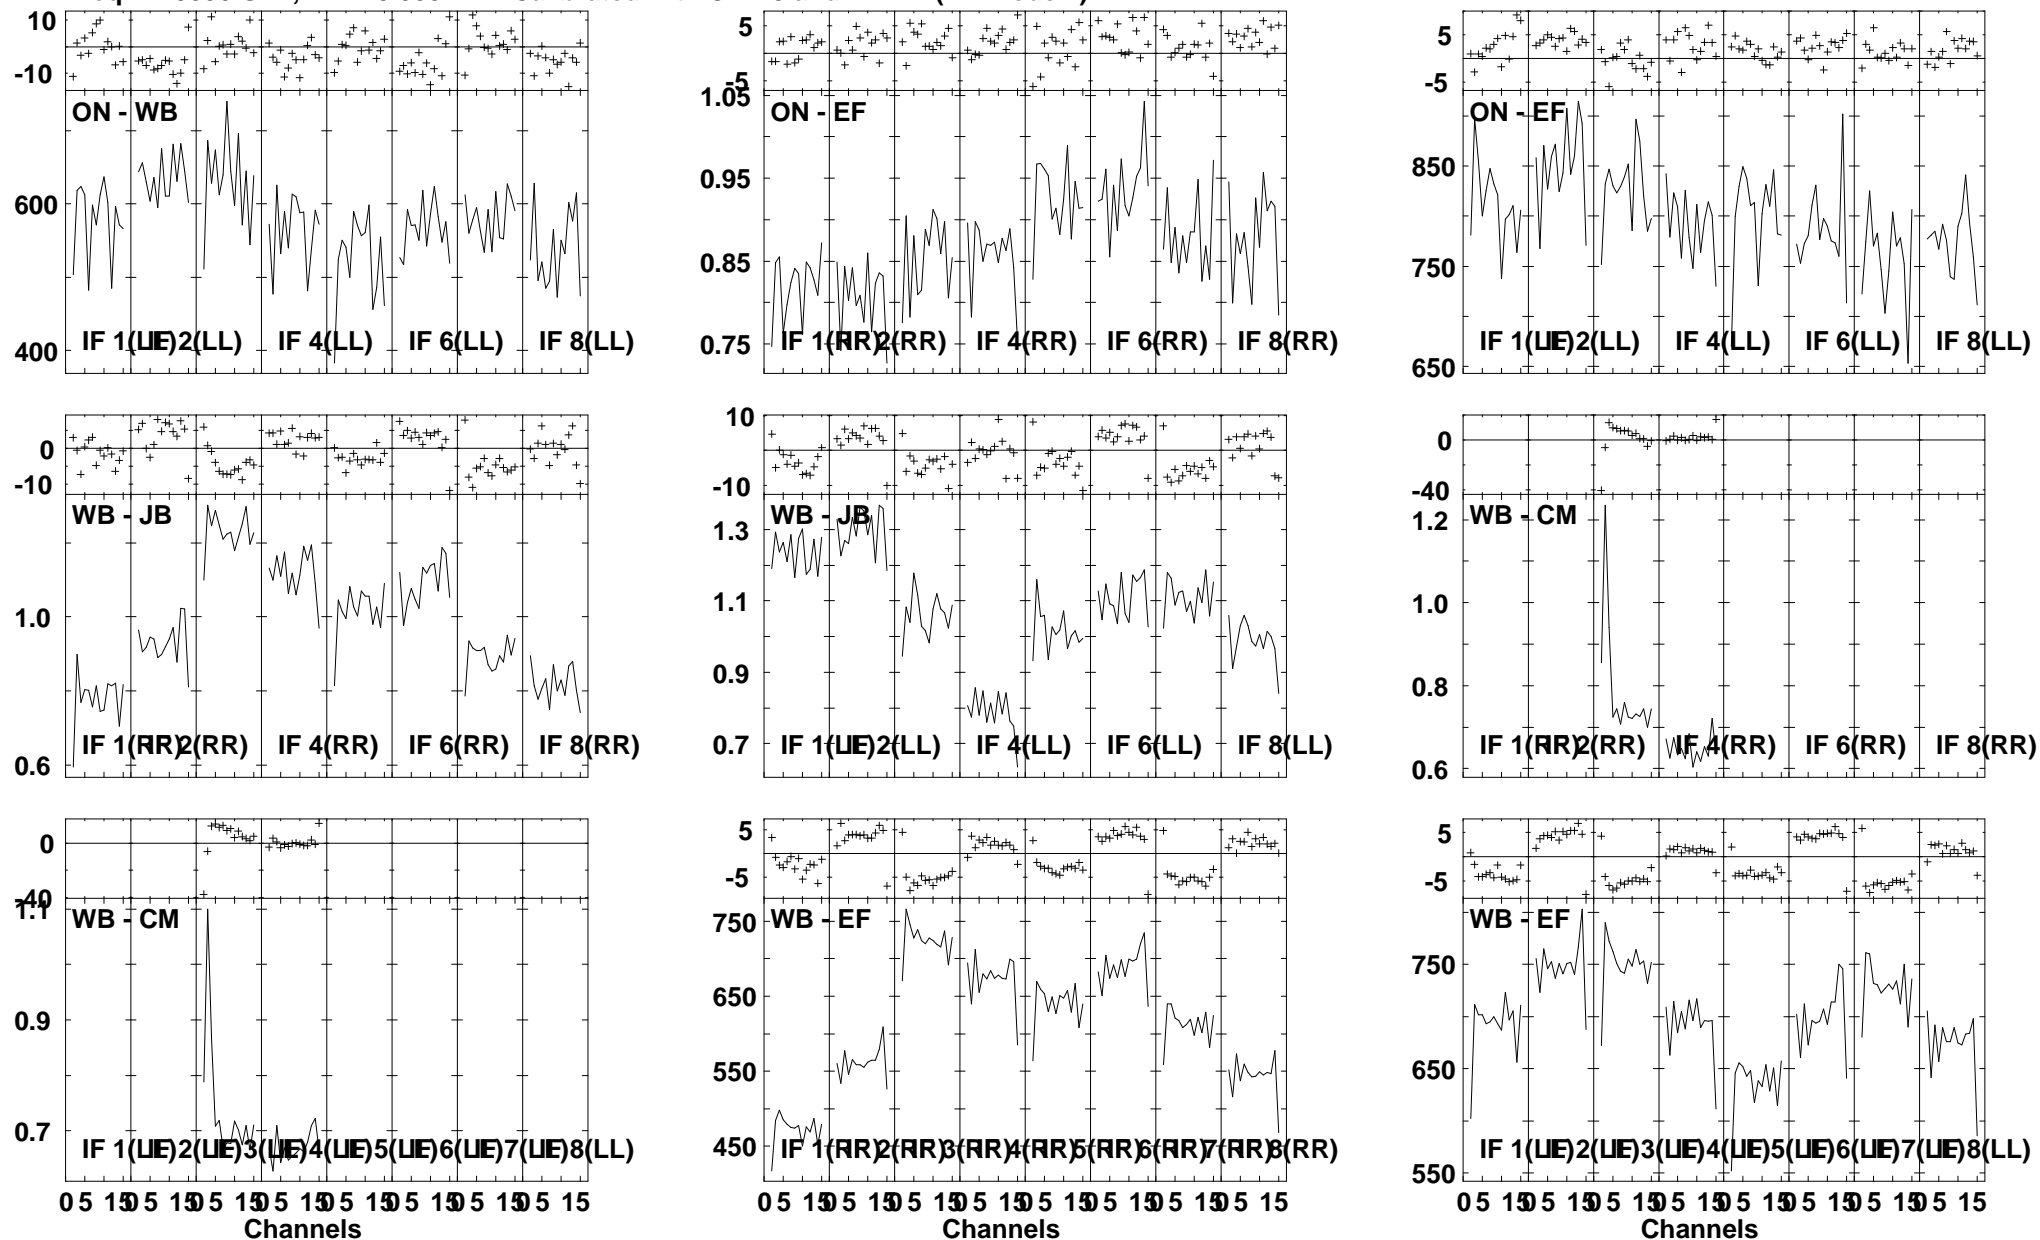 10
-10
ON - WB
600
400
IF 1(LL)
IF 2(LL)
IF 4(LL)
IF 6(LL)
IF 8(LL)
5
-5
1.05
ON - EF
0.95
0.85
0.75
IF 1(RR)
IF 2(RR)
IF 4(RR)
IF 6(RR)
IF 8(RR)
5
-5
ON - EF
850
750
650
IF 1(LL)
IF 2(LL)
IF 4(LL)
IF 6(LL)
IF 8(LL)
0
-10
WB - JB
1.0
0.6
IF 1(RR)
IF 2(RR)
IF 4(RR)
IF 6(RR)
IF 8(RR)
10
-10
WB - JB
1.3
1.1
0.9
0.7
IF 1(LL)
IF 2(LL)
IF 4(LL)
IF 6(LL)
IF 8(LL)
0
-40
WB - CM
1.2
1.0
0.8
0.6
IF 1(RR)
IF 2(RR)
IF 4(RR)
IF 6(RR)
IF 8(RR)
0
-40
1.1
WB - CM
0.9
0.7
IF 1(LL)
IF 2(LL)
IF 3(LL)
IF 4(LL)
IF 5(LL)
IF 6(LL)
IF 7(LL)
IF 8(LL)
0 5 15 0 5 15 0 5 15 0 5 15 0 5 15 0 5 15 0 5 15 0 5 15
Channels
5
-5
WB - EF
750
650
550
450
IF 1(RR)
IF 2(RR)
IF 3(RR)
IF 4(RR)
IF 5(RR)
IF 6(RR)
IF 7(RR)
IF 8(RR)
0 5 15 0 5 15 0 5 15 0 5 15 0 5 15 0 5 15 0 5 15 0 5 15
Channels
5
-5
WB - EF
750
650
550
IF 1(LL)
IF 2(LL)
IF 3(LL)
IF 4(LL)
IF 5(LL)
IF 6(LL)
IF 7(LL)
IF 8(LL)
0 5 15 0 5 15 0 5 15 0 5 15 0 5 15 0 5 15 0 5 15 0 5 15
Channels